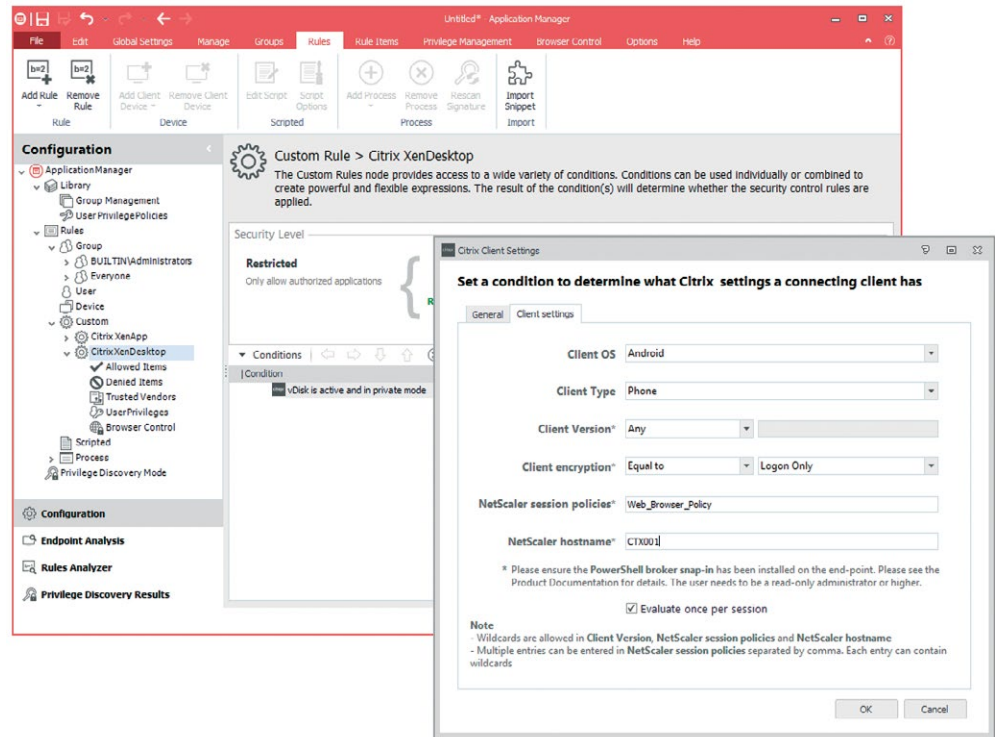 Untitled* - Application Manager
File Edit Global Settings Manage Groups Rules Rule Items Privilege Management Browser Control Options Help
b=2 b=2
Add Rule Remove Rule Add Client Device Remove Client Device Edit Script Script Options Add Process Remove Process Rescan Signature Import Snippet
Rule Device Scripted Process Import
Configuration
ApplicationManager
Library
Group Management
UserPrivilegePolicies
Rules
Group
BUILTIN\Administrators
Everyone
User
Device
Custom
Citrix XenApp
CitrixXenDesktop
Allowed Items
Denied Items
Trusted Vendors
UserPrivileges
Browser Control
Scripted
Process
Privilege Discovery Mode
Configuration
Endpoint Analysis
Rules Analyzer
Privilege Discovery Results
Custom Rule > Citrix XenDesktop
The Custom Rules node provides access to a wide variety of conditions. Conditions can be used individually or combined to
create powerful and flexible expressions. The result of the condition(s) will determine whether the security control rules are
applied.
Security Level
Restricted
Only allow authorized applications
R
Conditions
Condition
vDisk is active and in private mode
Citrix Client Settings
Set a condition to determine what Citrix settings a connecting client has
General Client settings
Client OS Android
Client Type Phone
Client Version* Any
Client encryption* Equal to Logon Only
NetScaler session policies* Web_Browser_Policy
NetScaler hostname* CTX001
* Please ensure the PowerShell broker snap-in has been installed on the end-point. Please see the
Product Documentation for details. The user needs to be a read-only administrator or higher.
Evaluate once per session
Note
- Wildcards are allowed in Client Version, NetScaler session policies and NetScaler hostname
- Multiple entries can be entered in NetScaler session policies separated by comma. Each entry can contain
wildcards
OK Cancel